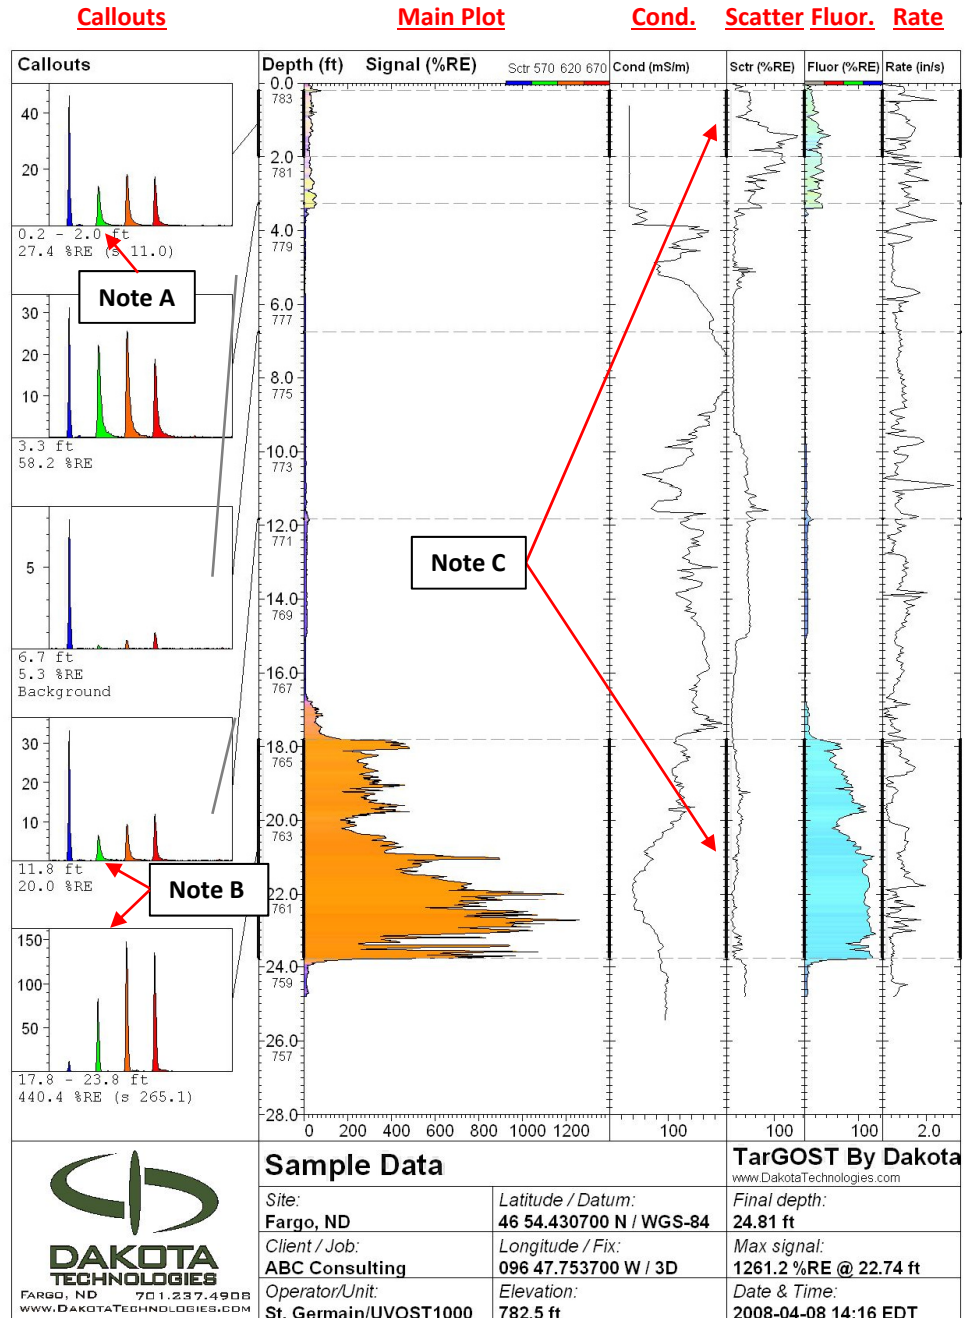 Callouts Main Plot Cond. Scatter Fluor. Rate
Callouts
40
20
0.2 - 2.0 ft
27.4 %RE (s 11.0)
Note A
30
20
10
3.3 ft
58.2 %RE
5
6.7 ft
5.3 %RE
Background
30
20
10
11.8 ft
20.0 %RE
Note B
150
100
50
17.8 - 23.8 ft
440.4 %RE (s 265.1)
Depth (ft) Signal (%RE) Sctr 570 620 670
Cond (mS/m)
Sctr (%RE)
Fluor (%RE)
Rate (in/s)
0.0
783
2.0
781
4.0
779
6.0
777
8.0
775
10.0
773
12.0
771
14.0
769
16.0
767
18.0
765
20.0
763
22.0
761
24.0
759
26.0
757
28.0
Note C
0 200 400 600 800 1000 1200
100
100
100
2.0
DAKOTA
TECHNOLOGIES
FARGO, ND 701.237.4908
WWW.DAKOTATECHNOLOGIES.COM
Sample Data
TarGOST By Dakota
www.DakotaTechnologies.com
Site:
Fargo, ND
Latitude / Datum:
46 54.430700 N / WGS-84
Final depth:
24.81 ft
Client / Job:
ABC Consulting
Longitude / Fix:
096 47.753700 W / 3D
Max signal:
1261.2 %RE @ 22.74 ft
Operator/Unit:
St. Germain/UVOST1000
Elevation:
782.5 ft
Date & Time:
2008-04-08 14:16 EDT